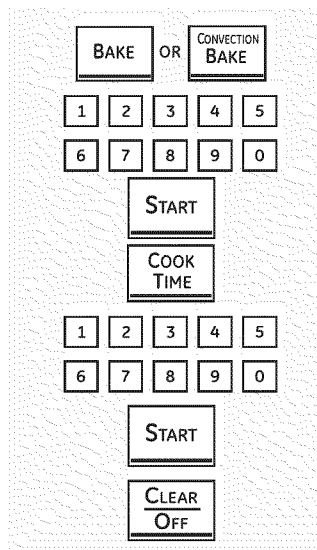 BAKE OR CONVECTION BAKE
1 2 3 4 5
6 7 8 9 0
START
COOK
TIME
1 2 3 4 5
6 7 8 9 0
START
CLEAR
OFF